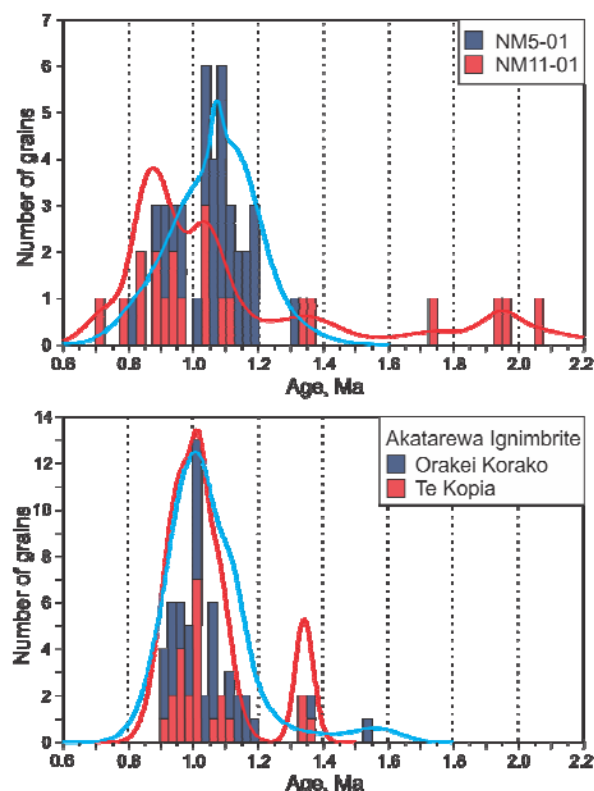 7
6
5
4
3
2
1
0
Number of grains
NM5-01
NM11-01
0.6 0.8 1.0 1.2 1.4 1.6 1.8 2.0 2.2
Age, Ma
14
12
10
8
6
4
2
0
Number of grains
Akatarewa Ignimbrite
Orakei Korako
Te Kopia
0.6 0.8 1.0 1.2 1.4 1.6 1.8 2.0 2.2
Age, Ma